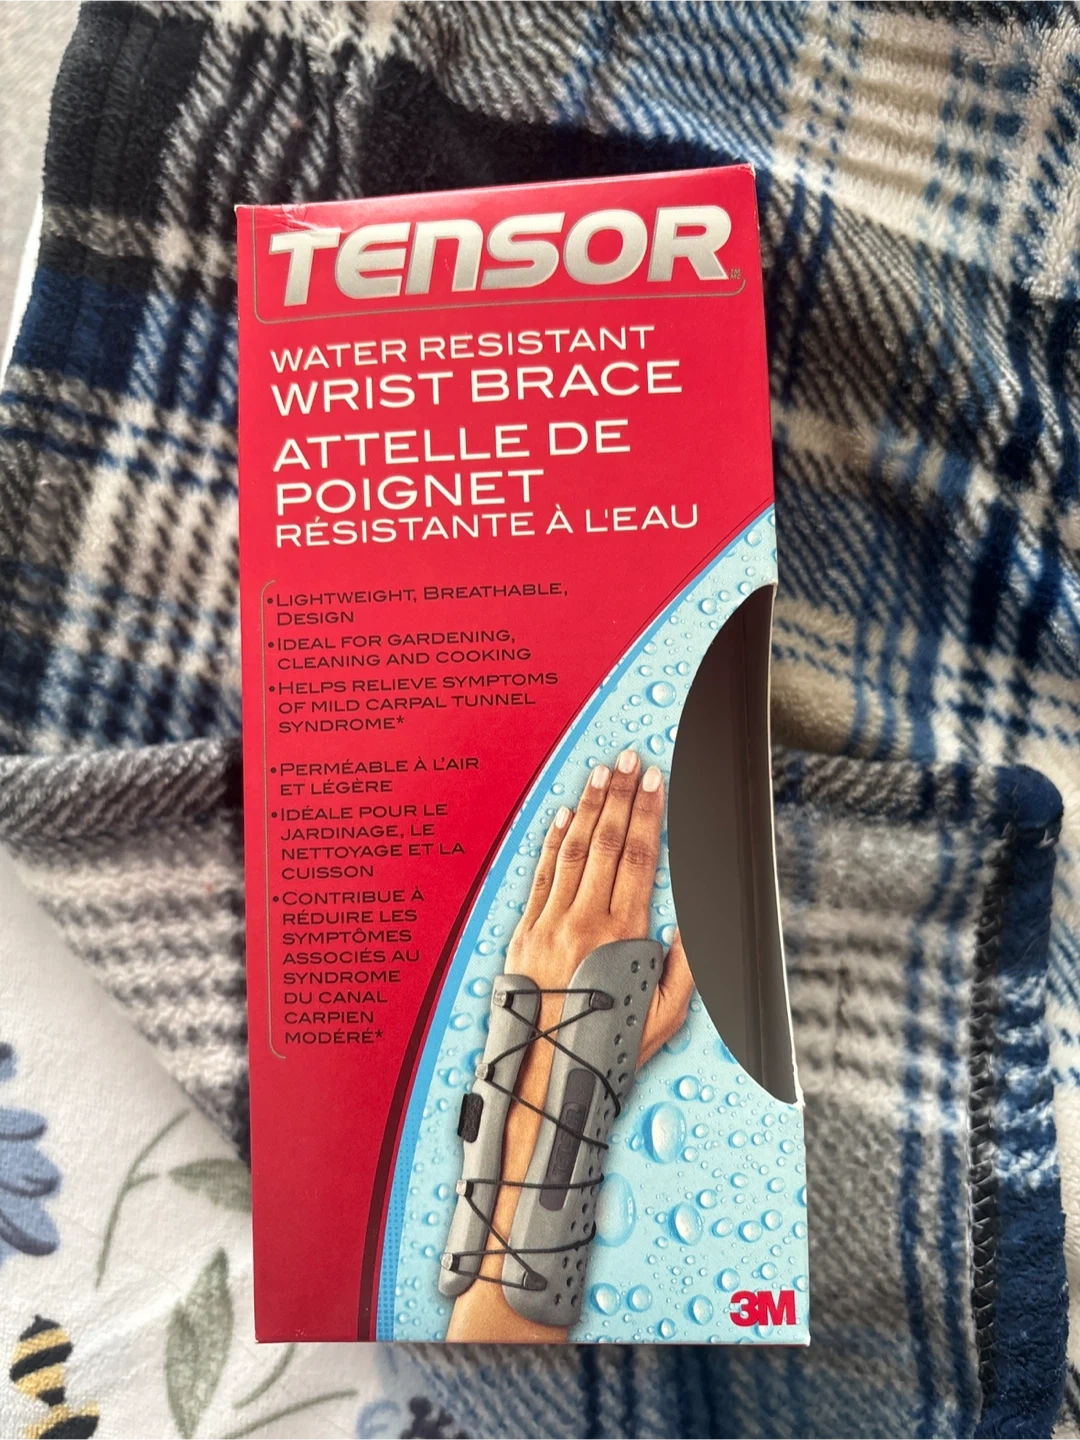 TENSOR
WATER RESISTANT
WRIST BRACE
ATTELLE DE
POIGNET
RÉSISTANTE À L'EAU
•LIGHTWEIGHT, BREATHABLE,
DESIGN
•IDEAL FOR GARDENING,
CLEANING AND COOKING
•HELPS RELIEVE SYMPTOMS
OF MILD CARPAL TUNNEL
SYNDROME*
•PERMÉABLE À L'AIR
ET LÉGÈRE
•IDÉALE POUR LE
JARDINAGE, LE
NETTOYAGE ET LA
CUISSON
•CONTRIBUE À
RÉDUIRE LES
SYMPTÔMES
ASSOCIÉS AU
SYNDROME
DU CANAL
CARPIEN
MODÉRÉ*
3M